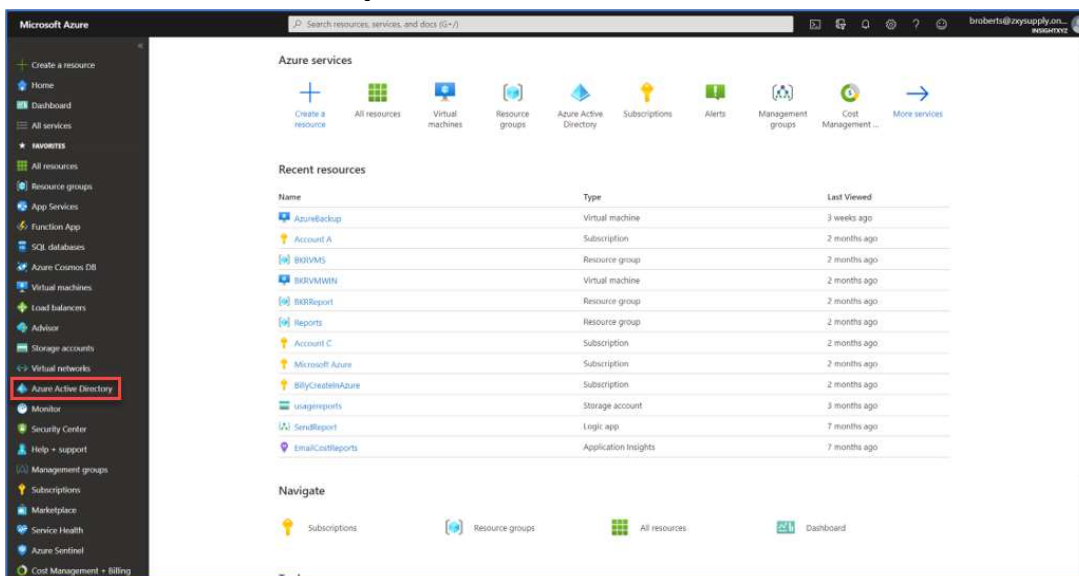 Microsoft Azure
Search resources, services, and docs (G+/)
broberts@zxysupply.on...
INSIGHTXYZ
Create a resource
Home
Dashboard
All services
FAVORITES
All resources
Resource groups
App Services
Function App
SQL databases
Azure Cosmos DB
Virtual machines
Load balancers
Advisor
Storage accounts
Virtual networks
Azure Active Directory
Monitor
Security Center
Help + support
Management groups
Subscriptions
Marketplace
Service Health
Azure Sentinel
Cost Management + Billing
Azure services
Create a resource
All resources
Virtual machines
Resource groups
Azure Active Directory
Subscriptions
Alerts
Management groups
Cost Management ...
More services
Recent resources
Name Type Last Viewed
AzureBackup Virtual machine 3 weeks ago
Account A Subscription 2 months ago
BKRVMS Resource group 2 months ago
BKRVMWIN Virtual machine 2 months ago
BKRReport Resource group 2 months ago
Reports Resource group 2 months ago
Account C Subscription 2 months ago
Microsoft Azure Subscription 2 months ago
BillyCreateInAzure Subscription 2 months ago
usagereports Storage account 3 months ago
SendReport Logic app 7 months ago
EmailCostReports Application Insights 7 months ago
Navigate
Subscriptions Resource groups All resources Dashboard